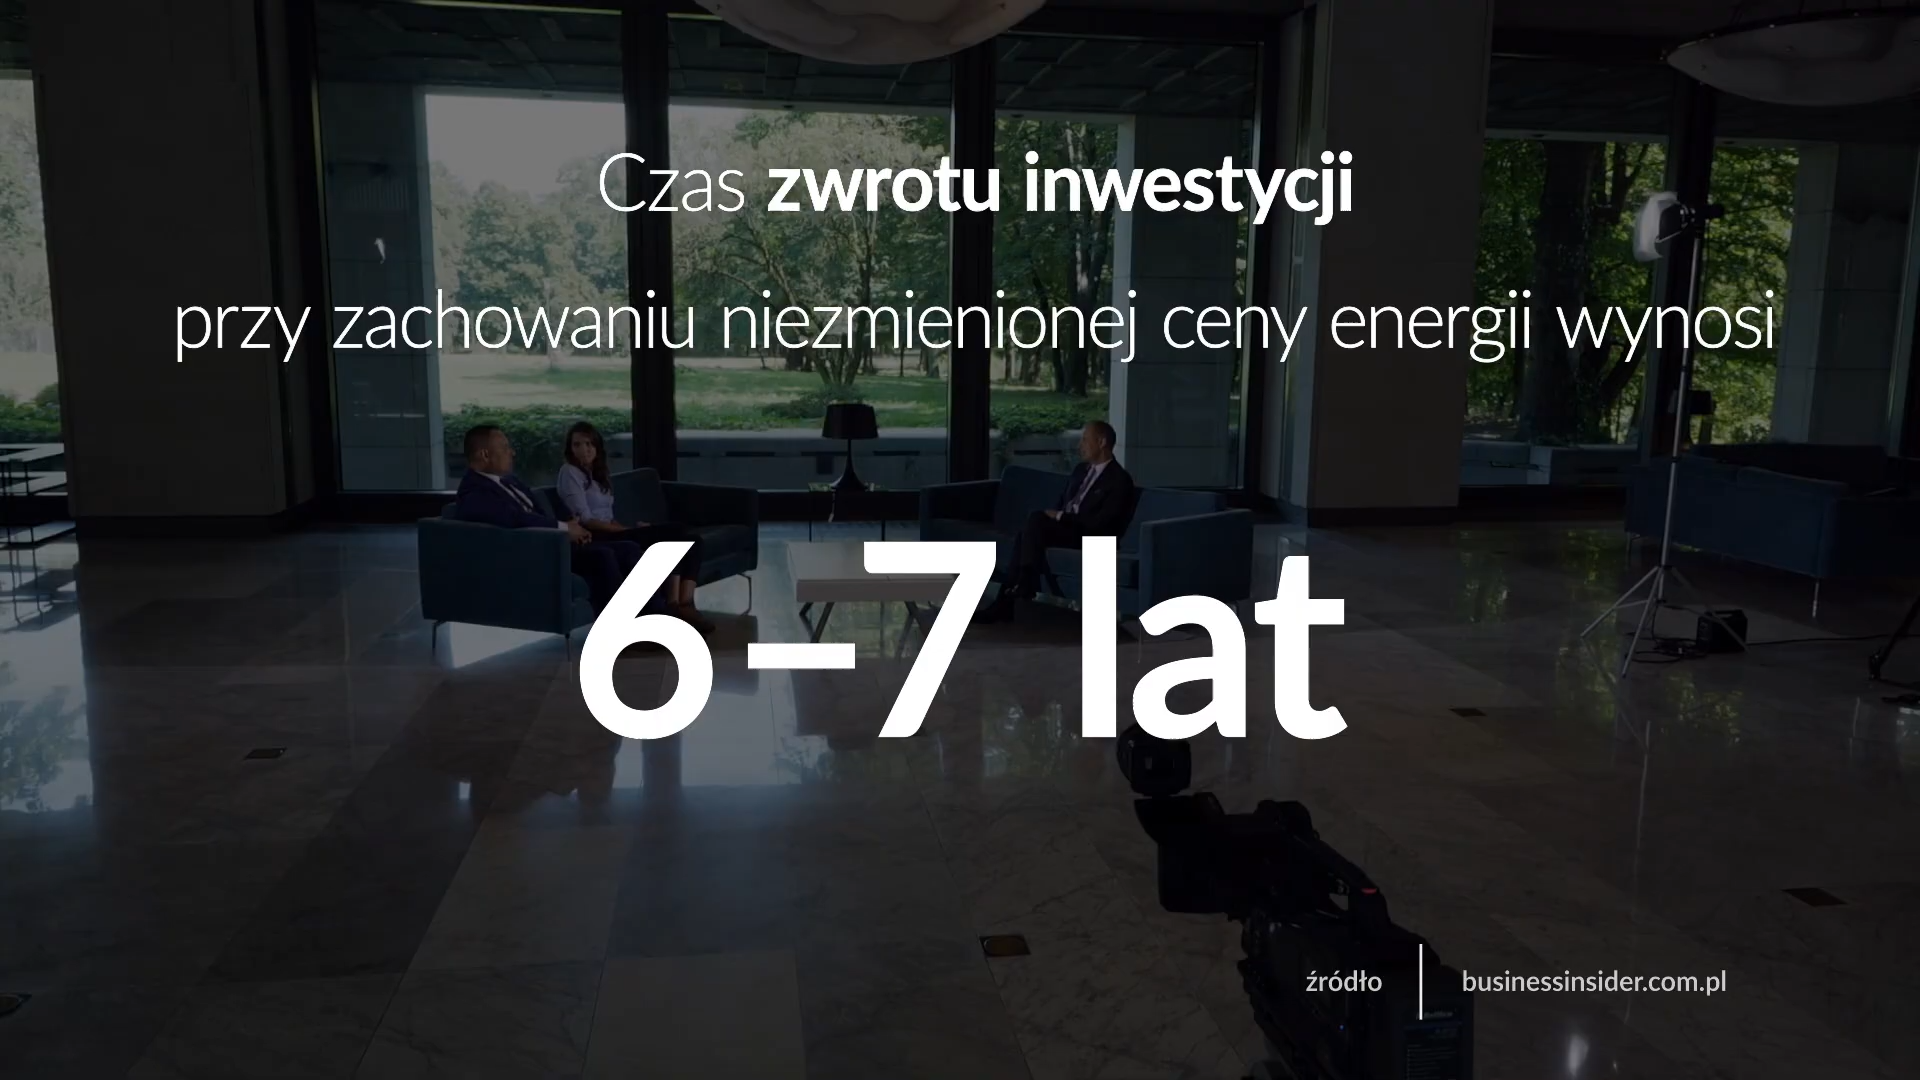 Czas zwrotu inwestycji
przy zachowaniu niezmienionej ceny energii wynosi
6–7 lat
źródło
businessinsider.com.pl